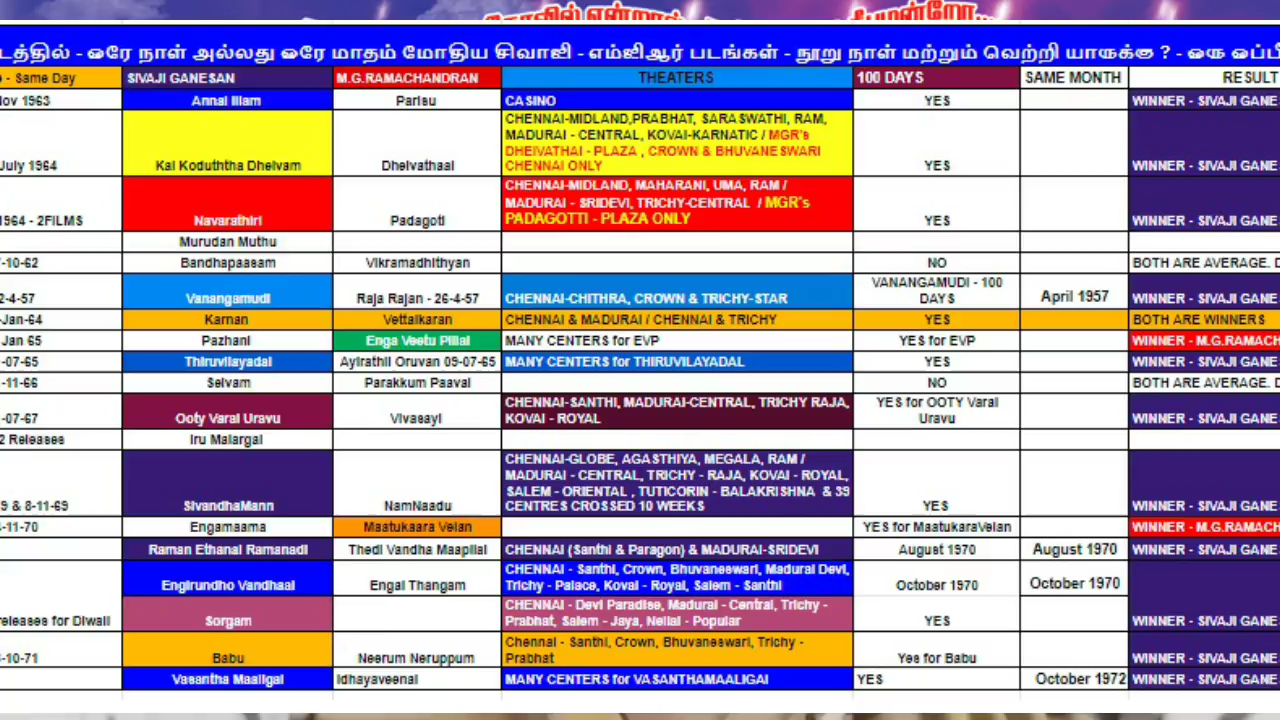 கோவில் என்றால்
டத்தில் - ஒரே நாள் அல்லது ஒரே மாதம் மோதிய சிவாஜி - எம்ஜிஆர் படங்கள் - நூறு நாள் மற்றும் வெற்றி யாருக்கு ? - ஒரு ஒப்பீ
- Same Day SIVAJI GANESAN M.G.RAMACHANDRAN THEATERS 100 DAYS SAME MONTH RESULT
Nov 1963 Annai Illam Parisu CASINO YES WINNER - SIVAJI GANE
CHENNAI-MIDLAND,PRABHAT, SARASWATHI, RAM,
MADURAI - CENTRAL, KOVAI-KARNATIC / MGR's
DHEIVATHAI - PLAZA , CROWN & BHUVANESWARI
July 1964 Kai Koduththa Dheivam Dheivathaai CHENNAI ONLY YES WINNER - SIVAJI GANE
CHENNAI-MIDLAND, MAHARANI, UMA, RAM /
MADURAI - SRIDEVI, TRICHY-CENTRAL / MGR's
1964 - 2FILMS Navarathiri Padagoti PADAGOTTI - PLAZA ONLY YES WINNER - SIVAJI GANE
Murudan Muthu
-10-62 Bandhapaasam Vikramadhithyan NO BOTH ARE AVERAGE. D
VANANGAMUDI - 100
2-4-57 Vanangamudi Raja Rajan - 26-4-57 CHENNAI-CHITHRA, CROWN & TRICHY-STAR DAYS April 1957 WINNER - SIVAJI GANE
-Jan-64 Karnan Vettaikaran CHENNAI & MADURAI / CHENNAI & TRICHY YES BOTH ARE WINNERS
Jan 65 Pazhani Enga Veetu Pillai MANY CENTERS for EVP YES for EVP WINNER - M.G.RAMACH
-07-65 Thiruvilayadal Ayirathil Oruvan 09-07-65 MANY CENTERS for THIRUVILAYADAL YES WINNER - SIVAJI GANE
-11-66 Selvam Parakkum Paaval NO BOTH ARE AVERAGE. D
CHENNAI-SANTHI, MADURAI-CENTRAL, TRICHY RAJA, YES for OOTY Varai
-07-67 Ooty Varai Uravu Vivasayi KOVAI - ROYAL Uravu WINNER - SIVAJI GANE
2 Releases Iru Malargal
CHENNAI-GLOBE, AGASTHIYA, MEGALA, RAM /
MADURAI - CENTRAL, TRICHY - RAJA, KOVAI - ROYAL,
SALEM - ORIENTAL , TUTICORIN - BALAKRISHNA & 39
9 & 8-11-69 SivandhaMann NamNaadu CENTRES CROSSED 10 WEEKS YES WINNER - SIVAJI GANE
-11-70 Engamaama Maatukaara Velan YES for MaatukaraVelan WINNER - M.G.RAMACH
Raman Ethanai Ramanadi Thedi Vandha Maapilai CHENNAI (Santhi & Paragon) & MADURAI-SRIDEVI August 1970 August 1970 WINNER - SIVAJI GANE
CHENNAI - Santhi, Crown, Bhuvaneswari, Madurai Devi,
Engirundho Vandhaal Engal Thangam Trichy - Palace, Kovai - Royal, Salem - Santhi October 1970 October 1970
CHENNAI - Devi Paradise, Madurai - Central, Trichy -
releases for Diwali Sorgam Prabhat, Salem - Jaya, Nellai - Popular YES WINNER - SIVAJI GANE
Chennai - Santhi, Crown, Bhuvaneswari, Trichy -
-10-71 Babu Neerum Neruppum Prabhat Yes for Babu WINNER - SIVAJI GANE
Vasantha Maaligai Idhayaveenai MANY CENTERS for VASANTHAMAALIGAI YES October 1972 WINNER - SIVAJI GANE